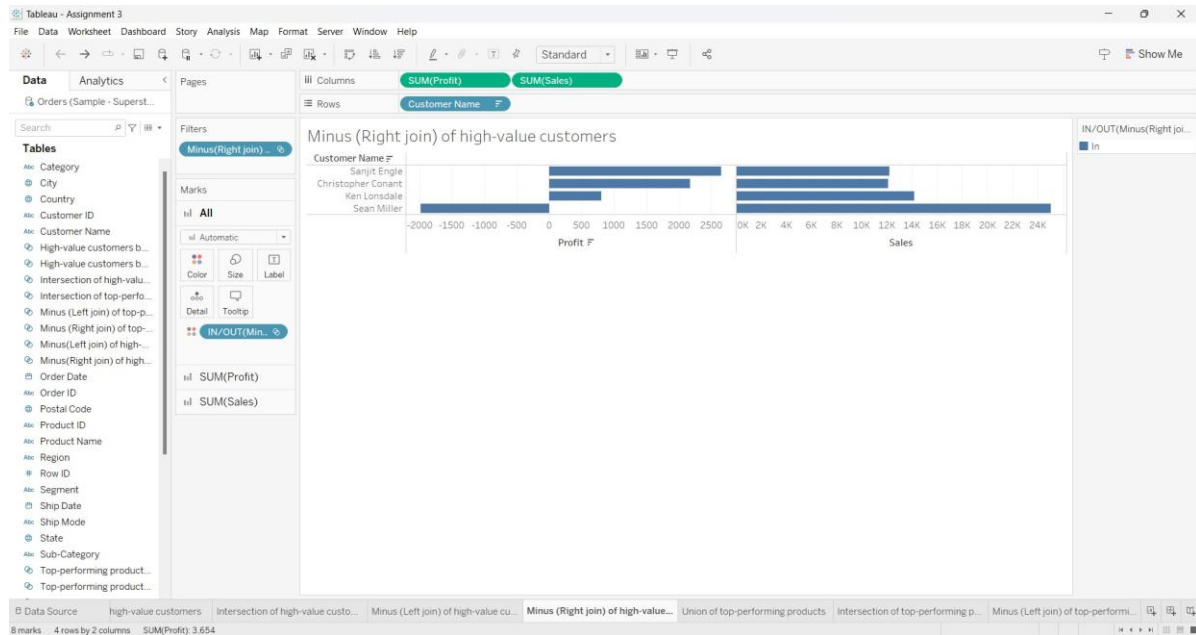 Tableau - Assignment 3
File Data Worksheet Dashboard Story Analysis Map Format Server Window Help
Standard
Show Me
Data
Analytics
Orders (Sample - Superst...
Search
Tables
Abc Category
City
Country
Abc Customer ID
Abc Customer Name
High-value customers b...
High-value customers b...
Intersection of high-valu...
Intersection of top-perfo...
Minus (Left join) of top-p...
Minus (Right join) of top-...
Minus(Left join) of high-...
Minus(Right join) of high...
Order Date
Abc Order ID
Postal Code
Abc Product ID
Abc Product Name
Abc Region
# Row ID
Abc Segment
Ship Date
Abc Ship Mode
State
Abc Sub-Category
Top-performing product...
Top-performing product...
Pages
Filters
Minus(Right join) ..
Marks
All
Automatic
Color Size Label
Detail Tooltip
IN/OUT(Min..
SUM(Profit)
SUM(Sales)
Columns SUM(Profit) SUM(Sales)
Rows Customer Name
Minus (Right join) of high-value customers
Customer Name
Sanjit Engle
Christopher Conant
Ken Lonsdale
Sean Miller
-2000 -1500 -1000 -500 0 500 1000 1500 2000 2500 0K 2K 4K 6K 8K 10K 12K 14K 16K 18K 20K 22K 24K
Profit Sales
IN/OUT(Minus(Right joi...
In
Data Source high-value customers Intersection of high-value custo... Minus (Left join) of high-value cu... Minus (Right join) of high-value... Union of top-performing products Intersection of top-performing p... Minus (Left join) of top-performi...
8 marks 4 rows by 2 columns SUM(Profit): 3,654